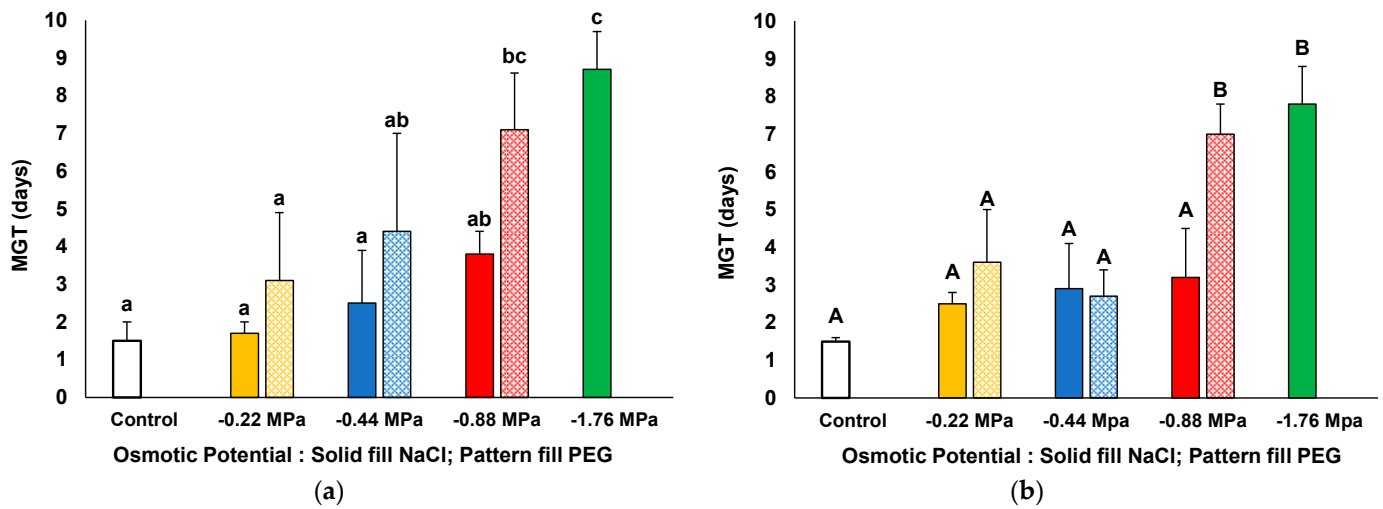 10
9
8
7
6
5
4
3
2
1
0
MGT (days)
a
a
a
a
ab
ab
bc
c
Control
-0.22 MPa
-0.44 MPa
-0.88 MPa
-1.76 Mpa
Osmotic Potential : Solid fill NaCl; Pattern fill PEG
(a)
10
9
8
7
6
5
4
3
2
1
0
MGT (days)
A
A
A
A
A
A
B
B
Control
-0.22 MPa
-0.44 Mpa
-0.88 MPa
-1.76 Mpa
Osmotic Potential : Solid fill NaCl; Pattern fill PEG
(b)